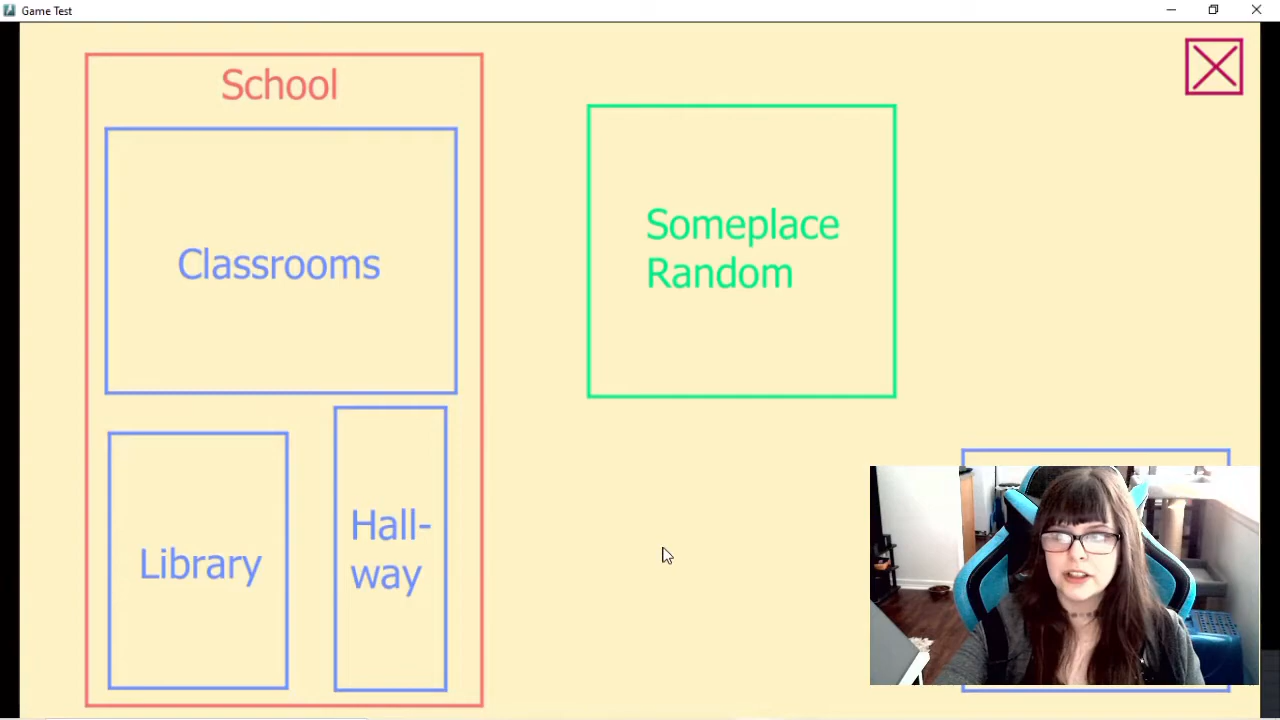 Game Test
School
Classrooms
Someplace
Random
Library
Hall-
way